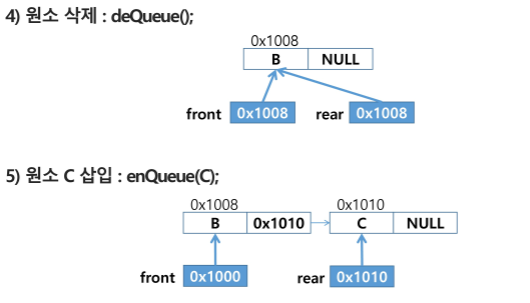 4) 원소 삭제 : deQueue();
0x1008
B NULL
front 0x1008 rear 0x1008
5) 원소 C 삽입 : enQueue(C);
0x1008 0x1010
B 0x1010 C NULL
front 0x1000 rear 0x1010